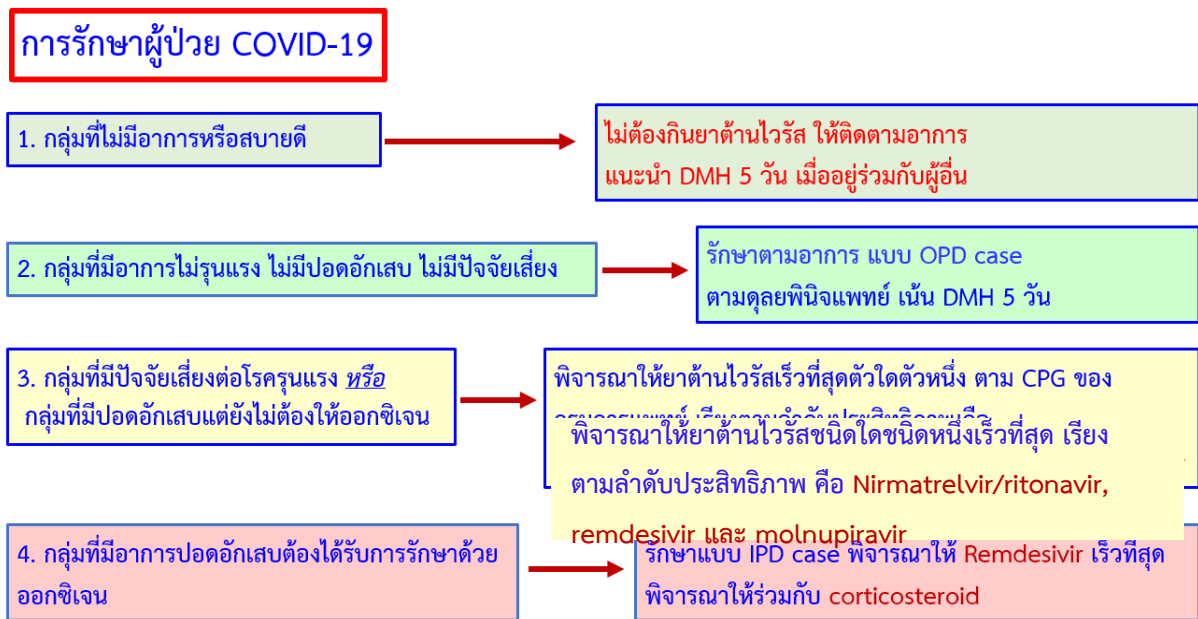 การรักษาผู้ป่วย COVID-19
1. กลุ่มที่ไม่มีอาการหรือสบายดี
ไม่ต้องกินยาต้านไวรัส ให้ติดตามอาการ
แนะนำ DMH 5 วัน เมื่ออยู่ร่วมกับผู้อื่น
2. กลุ่มที่มีอาการไม่รุนแรง ไม่มีปอดอักเสบ ไม่มีปัจจัยเสี่ยง
รักษาตามอาการ แบบ OPD case
ตามดุลยพินิจแพทย์ เน้น DMH 5 วัน
3. กลุ่มที่มีปัจจัยเสี่ยงต่อโรครุนแรง หรือ
กลุ่มที่มีปอดอักเสบแต่ยังไม่ต้องให้ออกซิเจน
พิจารณาให้ยาต้านไวรัสเร็วที่สุดตัวใดตัวหนึ่ง ตาม CPG ของ
พิจารณาให้ยาต้านไวรัสชนิดใดชนิดหนึ่งเร็วที่สุด เรียง
ตามลำดับประสิทธิภาพ คือ Nirmatrelvir/ritonavir,
remdesivir และ molnupiravir
4. กลุ่มที่มีอาการปอดอักเสบต้องได้รับการรักษาด้วย
ออกซิเจน
รักษาแบบ IPD case พิจารณาให้ Remdesivir เร็วที่สุด
พิจารณาให้ร่วมกับ corticosteroid